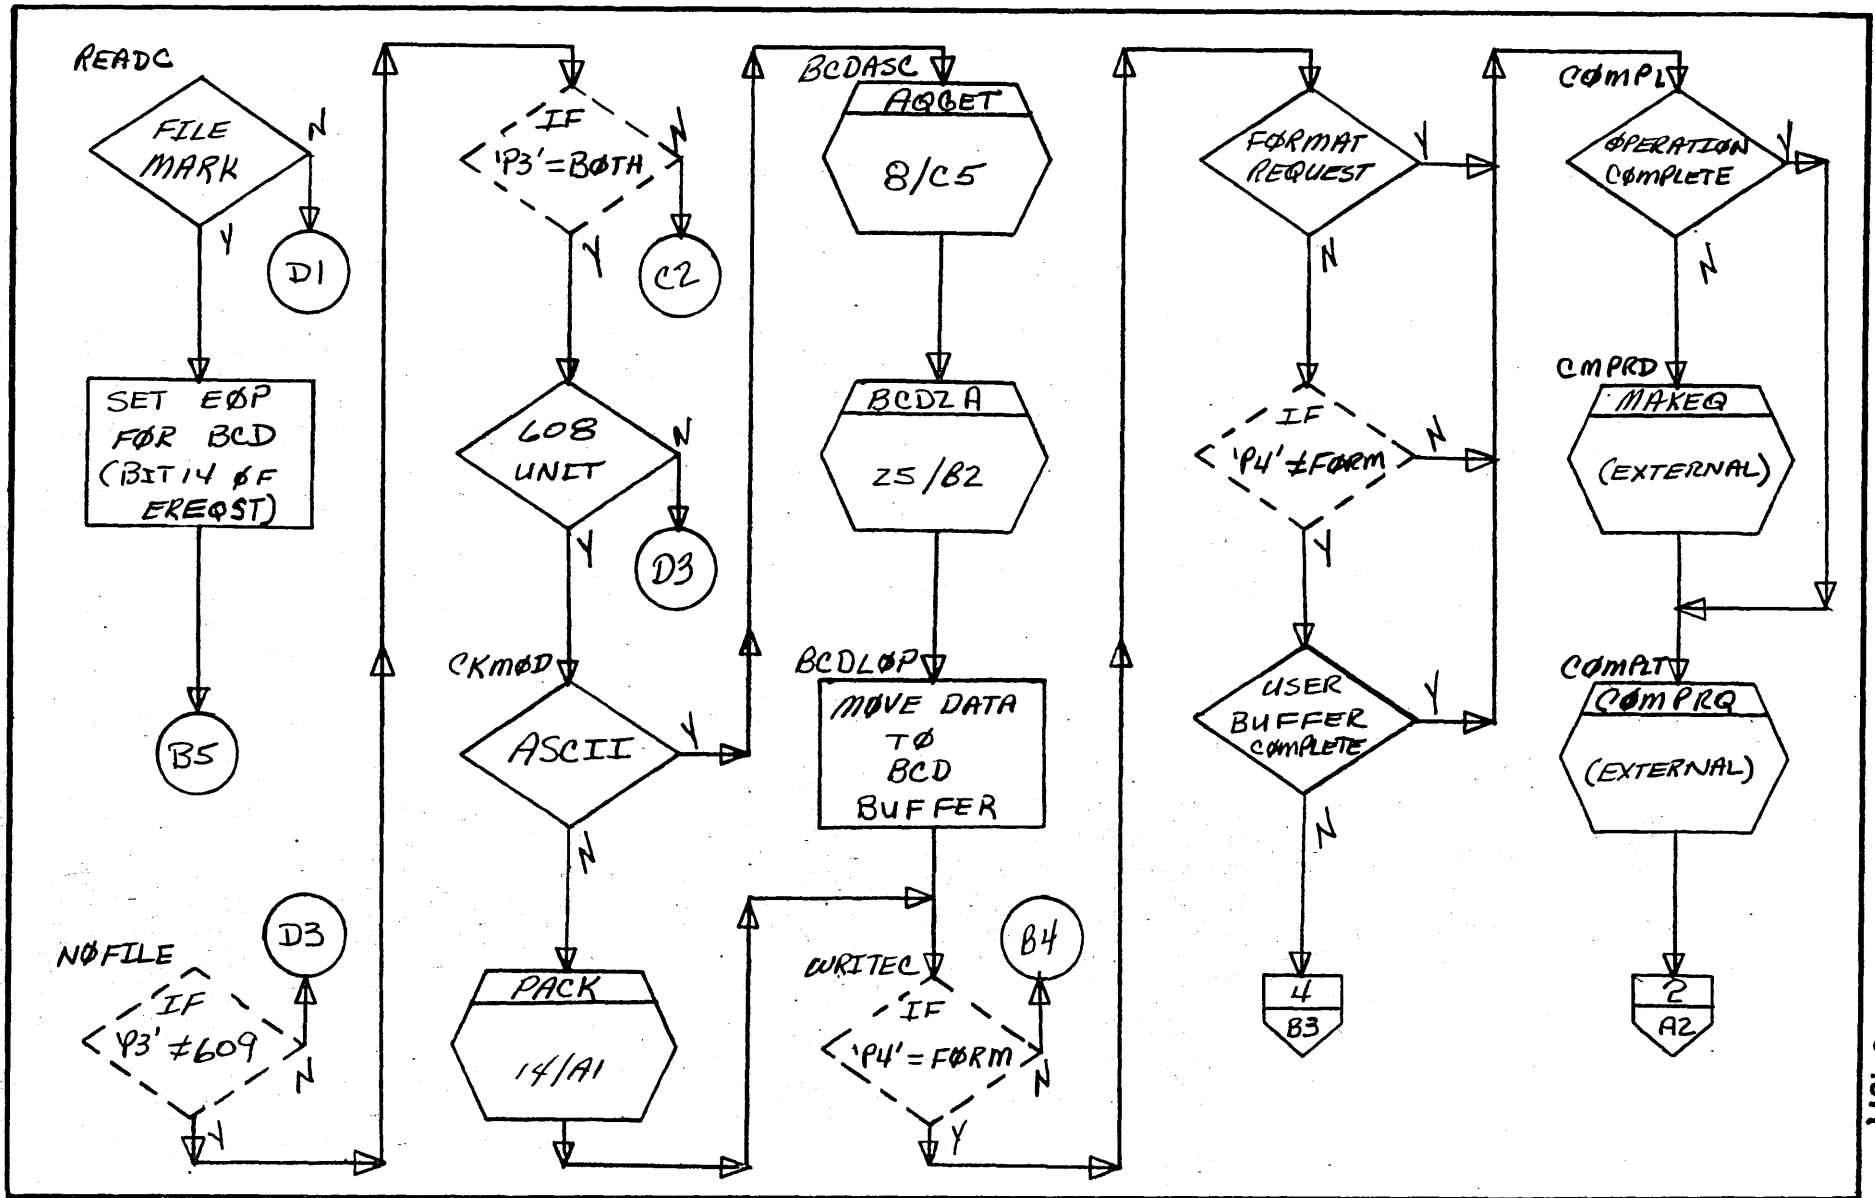 READC
FILE
MARK
N
Y
D1
SET EØP
FØR BCD
(BIT 14 ØF
EREQST)
B5
NØFILE
D3
IF
'P3' ≠ 609
N
Y
IF
'P3' = BØTH
N
Y
C2
608
UNIT
N
Y
D3
CKMØD
ASCII
Y
N
PACK
14/A1
BCDASC
AQGET
8/C5
BCD2A
25/B2
BCDLØP
MØVE DATA
TØ
BCD
BUFFER
WRITEC
B4
IF
'P4' = FØRM
N
Y
FØRMAT
REQUEST
Y
N
IF
'P4' ≠ FØRM
N
Y
USER
BUFFER
CØMPLETE
Y
N
4
B3
CØMPL
ØPERATIØN
CØMPLETE
Y
N
CMPRD
MAKEQ
(EXTERNAL)
CØMPLT
CØMPRQ
(EXTERNAL)
2
A2